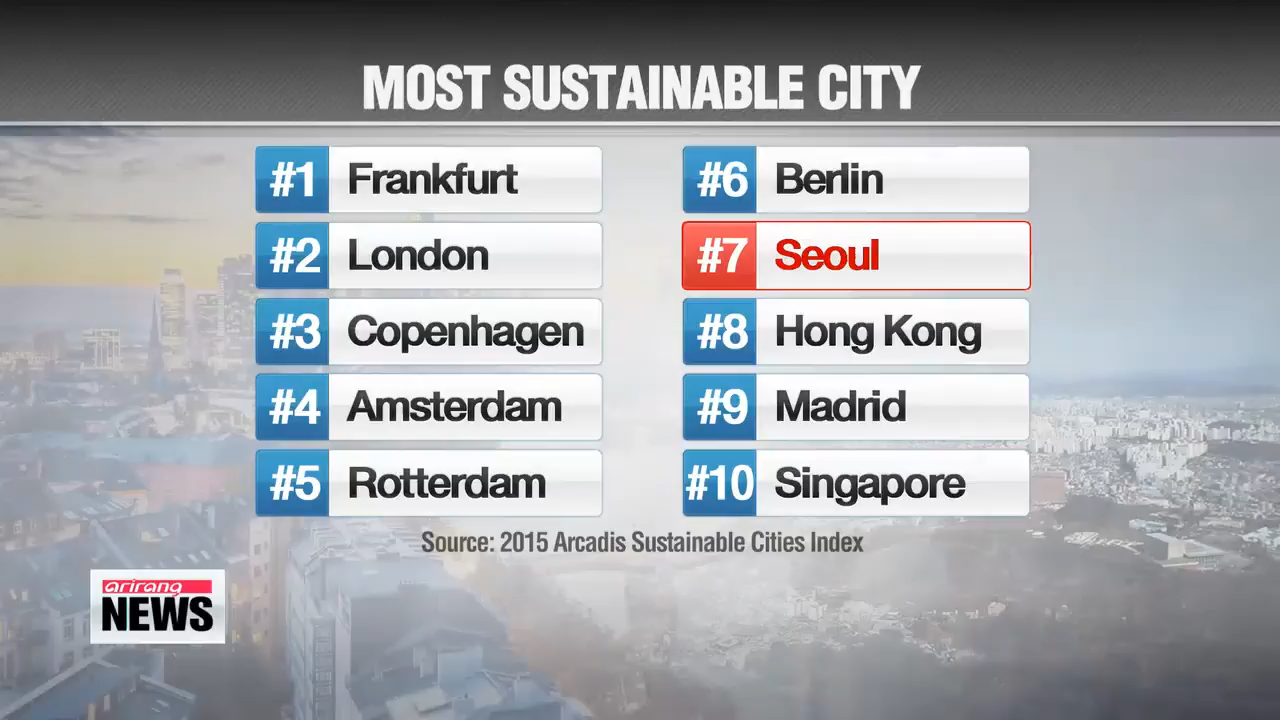 MOST SUSTAINABLE CITY
#1 Frankfurt
#2 London
#3 Copenhagen
#4 Amsterdam
#5 Rotterdam
#6 Berlin
#7 Seoul
#8 Hong Kong
#9 Madrid
#10 Singapore
Source: 2015 Arcadis Sustainable Cities Index
arirang
NEWS